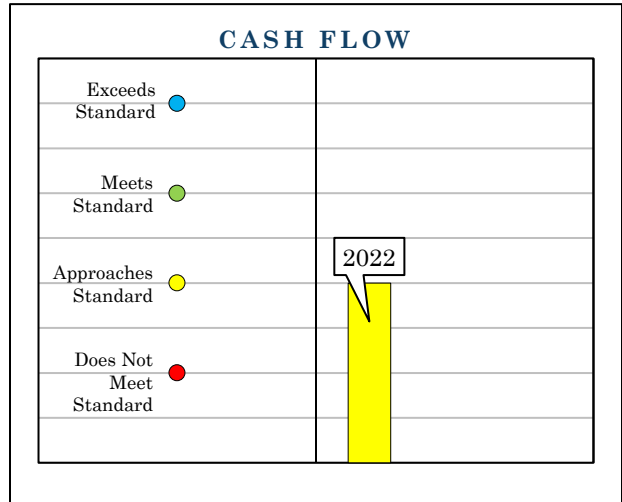 CASH FLOW
Exceeds
Standard
Meets
Standard
Approaches
Standard
2022
Does Not
Meet
Standard